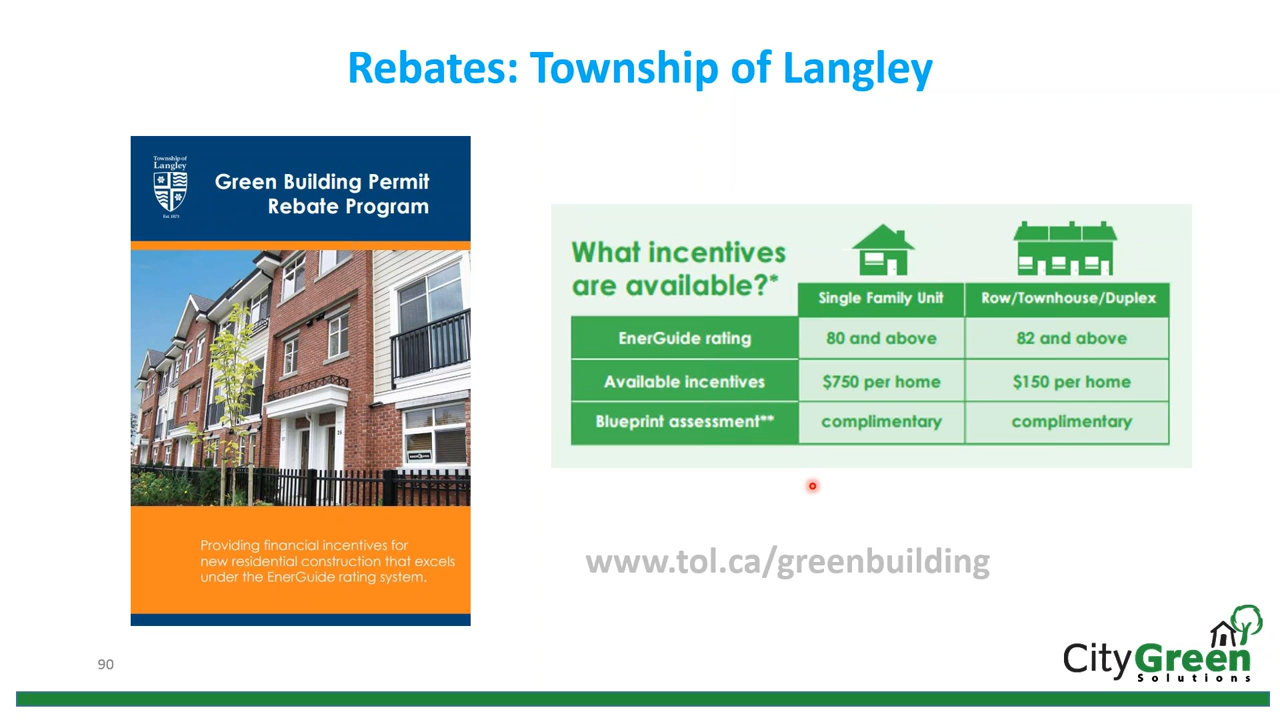 Rebates: Township of Langley
Township of
Langley
Est. 1873
Green Building Permit
Rebate Program
Providing financial incentives for
new residential construction that excels
under the EnerGuide rating system.
What incentives
are available?*
Single Family Unit Row/Townhouse/Duplex
EnerGuide rating 80 and above 82 and above
Available incentives $750 per home $150 per home
Blueprint assessment** complimentary complimentary
www.tol.ca/greenbuilding
90
CityGreen
Solutions